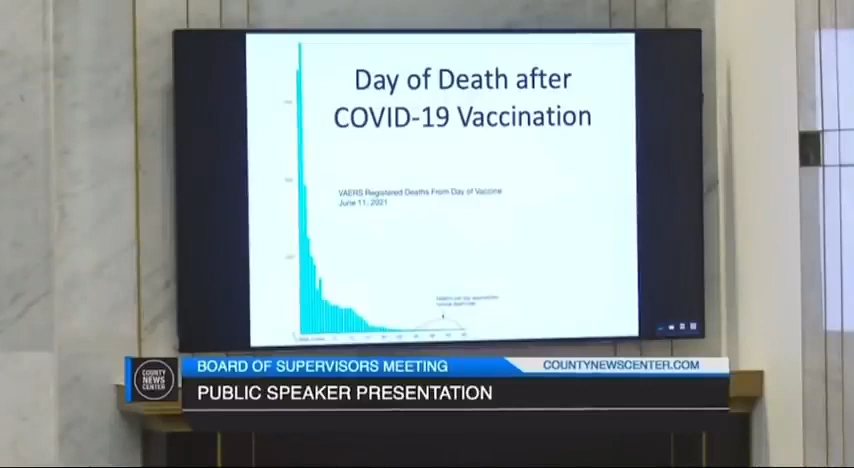 Day of Death after
COVID-19 Vaccination
VAERS Registered Deaths From Day of Vaccine
June 11, 2021
COUNTY
NEWS
CENTER
BOARD OF SUPERVISORS MEETING
COUNTYNEWSCENTER.COM
PUBLIC SPEAKER PRESENTATION